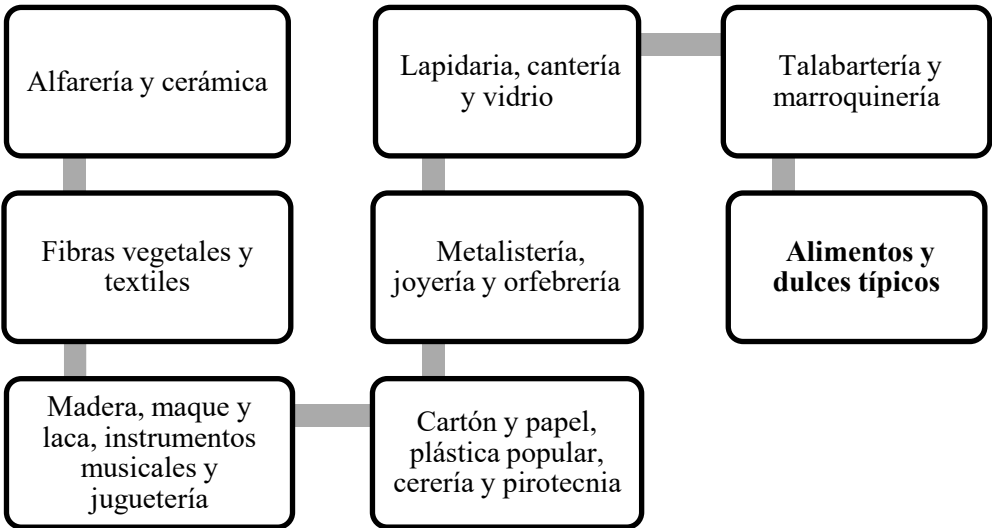 Alfarería y cerámica
Fibras vegetales y
textiles
Madera, maque y
laca, instrumentos
musicales y
juguetería
Cartón y papel,
plástica popular,
cerería y pirotecnia
Metalistería,
joyería y orfebrería
Lapidaria, cantería
y vidrio
Talabartería y
marroquinería
Alimentos y
dulces típicos